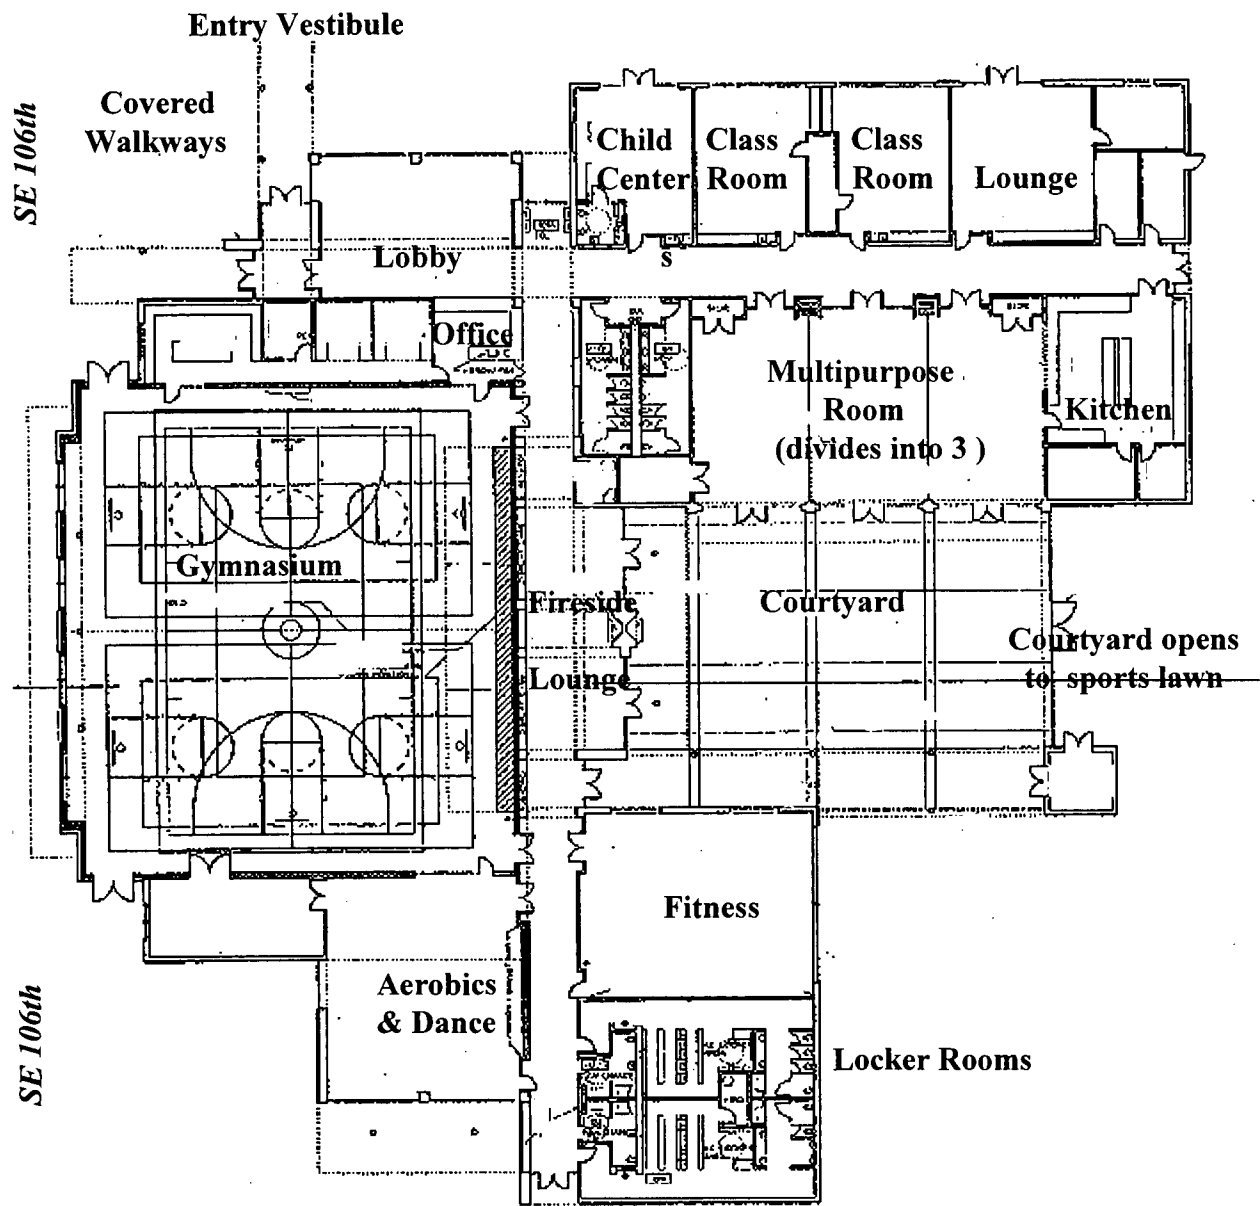 Entry Vestibule
Covered
Walkways
SE 106th
Child
Center
s
Class
Room
Class
Room
Lounge
Lobby
Office
Multipurpose
Room
(divides into 3 )
Kitchen
Gymnasium
Fireside
Lounge
Courtyard
Courtyard opens
to sports lawn
Fitness
Aerobics
& Dance
SE 106th
Locker Rooms